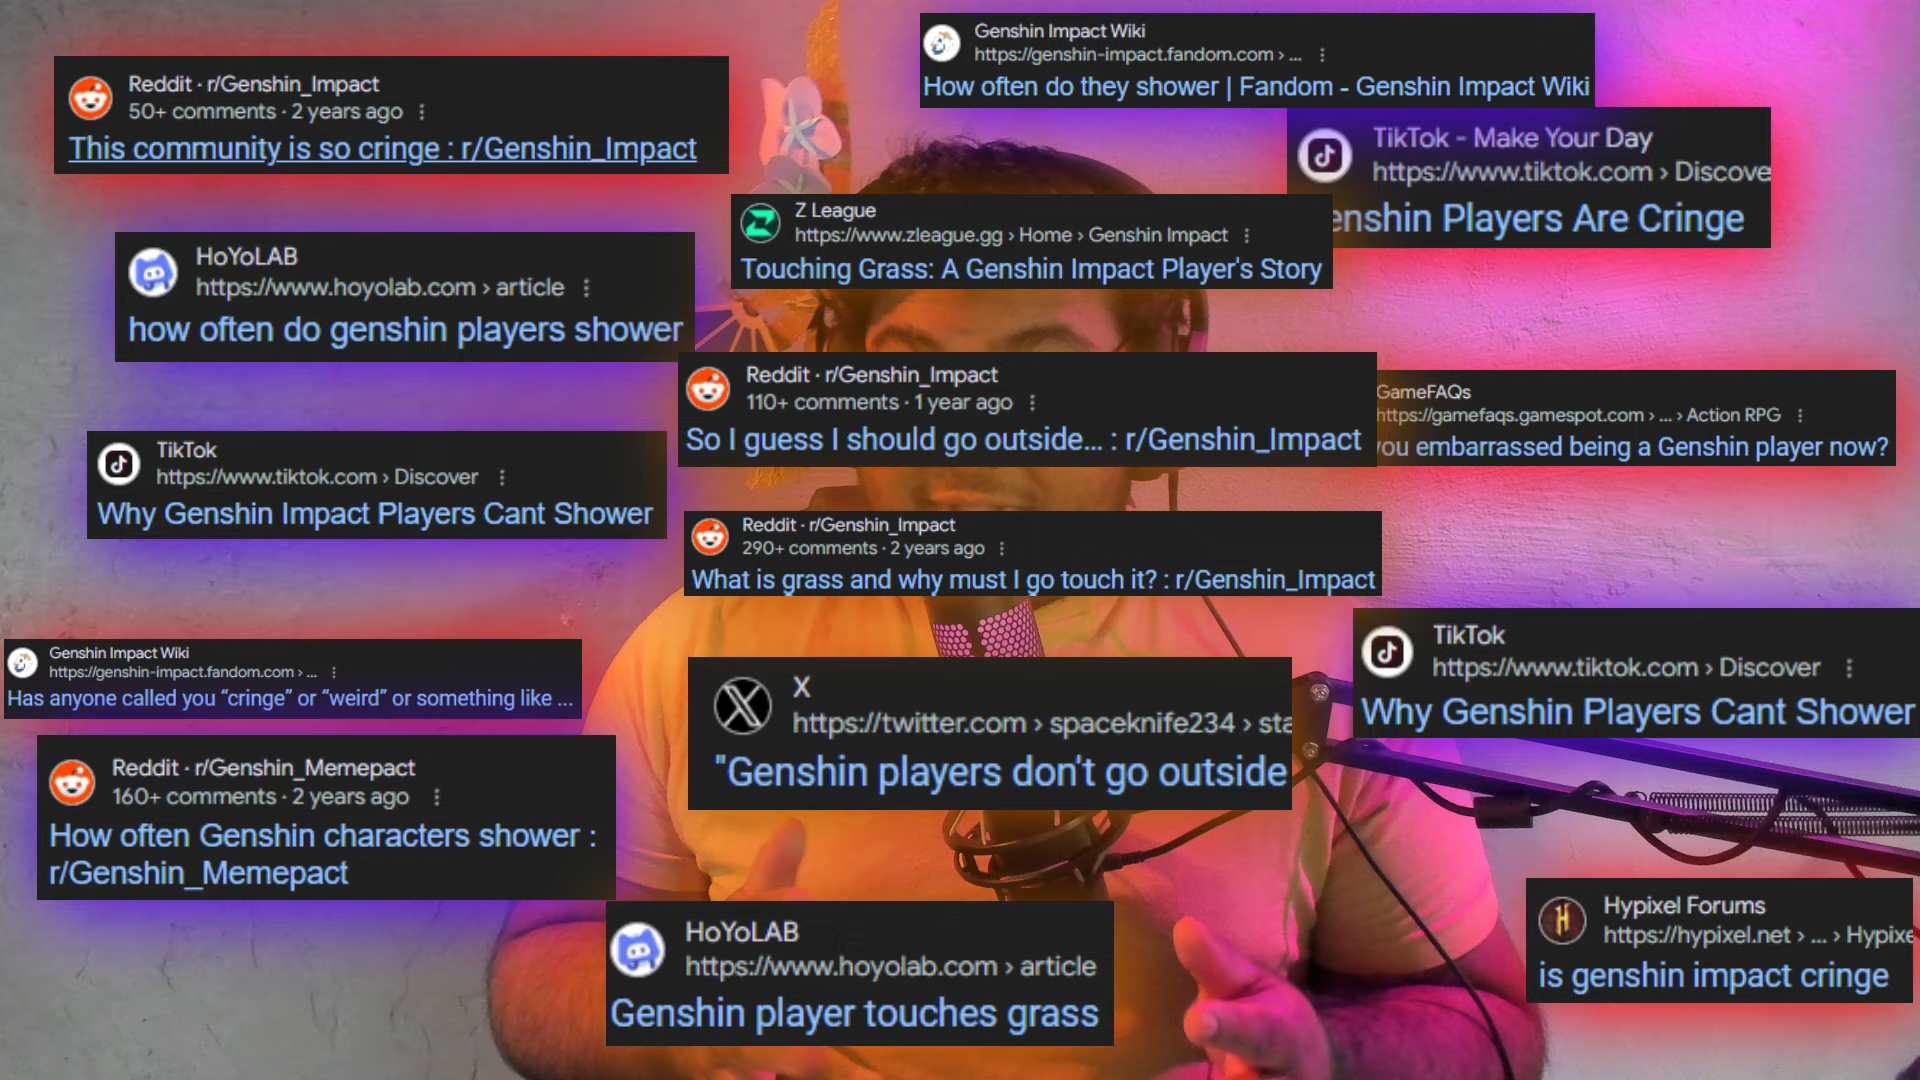 Reddit · r/Genshin_Impact
50+ comments · 2 years ago
This community is so cringe : r/Genshin_Impact
Genshin Impact Wiki
https://genshin-impact.fandom.com › ...
How often do they shower | Fandom - Genshin Impact Wiki
TikTok - Make Your Day
https://www.tiktok.com › Discove
enshin Players Are Cringe
Z League
https://www.zleague.gg › Home › Genshin Impact
Touching Grass: A Genshin Impact Player's Story
HoYoLAB
https://www.hoyolab.com › article
how often do genshin players shower
Reddit · r/Genshin_Impact
110+ comments · 1 year ago
So I guess I should go outside... : r/Genshin_Impact
GameFAQs
https://gamefaqs.gamespot.com › ... › Action RPG
you embarrassed being a Genshin player now?
TikTok
https://www.tiktok.com › Discover
Why Genshin Impact Players Cant Shower
Reddit · r/Genshin_Impact
290+ comments · 2 years ago
What is grass and why must I go touch it? : r/Genshin_Impact
Genshin Impact Wiki
https://genshin-impact.fandom.com › ...
Has anyone called you “cringe” or “weird” or something like ...
X
https://twitter.com › spaceknife234 › sta
"Genshin players don't go outside
TikTok
https://www.tiktok.com › Discover
Why Genshin Players Cant Shower
Reddit · r/Genshin_Memepact
160+ comments · 2 years ago
How often Genshin characters shower :
r/Genshin_Memepact
HoYoLAB
https://www.hoyolab.com › article
Genshin player touches grass
Hypixel Forums
https://hypixel.net › ... › Hypixe
is genshin impact cringe